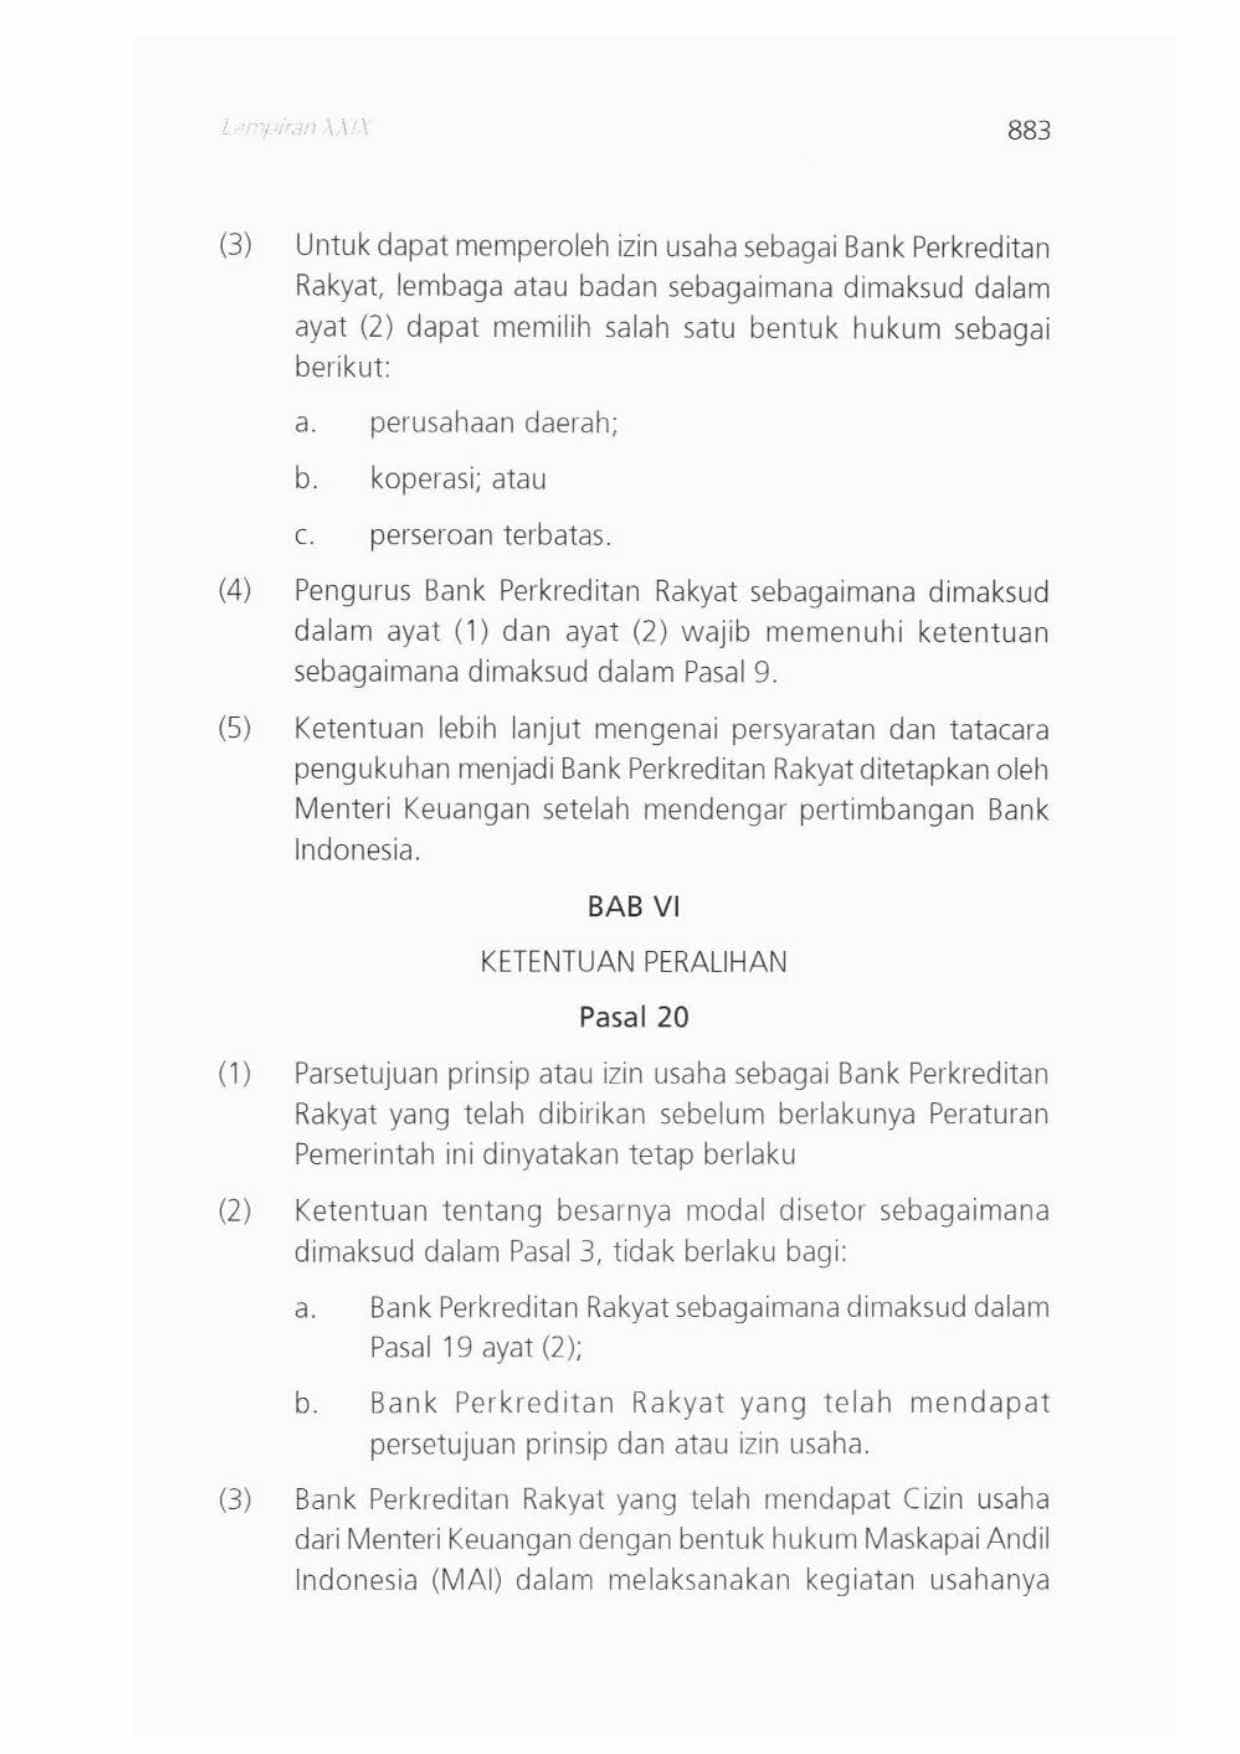 Lampiran XXIX
883
(3) Untuk dapat memperoleh izin usaha sebagai Bank Perkreditan
Rakyat, lembaga atau badan sebagaimana dimaksud dalam
ayat (2) dapat memilih salah satu bentuk hukum sebagai
berikut:
a. perusahaan daerah;
b. koperasi; atau
c. perseroan terbatas.
(4) Pengurus Bank Perkreditan Rakyat sebagaimana dimaksud
dalam ayat (1) dan ayat (2) wajib memenuhi ketentuan
sebagaimana dimaksud dalam Pasal 9.
(5) Ketentuan lebih lanjut mengenai persyaratan dan tatacara
pengukuhan menjadi Bank Perkreditan Rakyat ditetapkan oleh
Menteri Keuangan setelah mendengar pertimbangan Bank
Indonesia.
BAB VI
KETENTUAN PERALIHAN
Pasal 20
(1) Parsetujuan prinsip atau izin usaha sebagai Bank Perkreditan
Rakyat yang telah dibirikan sebelum berlakunya Peraturan
Pemerintah ini dinyatakan tetap berlaku
(2) Ketentuan tentang besarnya modal disetor sebagaimana
dimaksud dalam Pasal 3, tidak berlaku bagi:
a. Bank Perkreditan Rakyat sebagaimana dimaksud dalam
Pasal 19 ayat (2);
b. Bank Perkreditan Rakyat yang telah mendapat
persetujuan prinsip dan atau izin usaha.
(3) Bank Perkreditan Rakyat yang telah mendapat Cizin usaha
dari Menteri Keuangan dengan bentuk hukum Maskapai Andil
Indonesia (MAI) dalam melaksanakan kegiatan usahanya